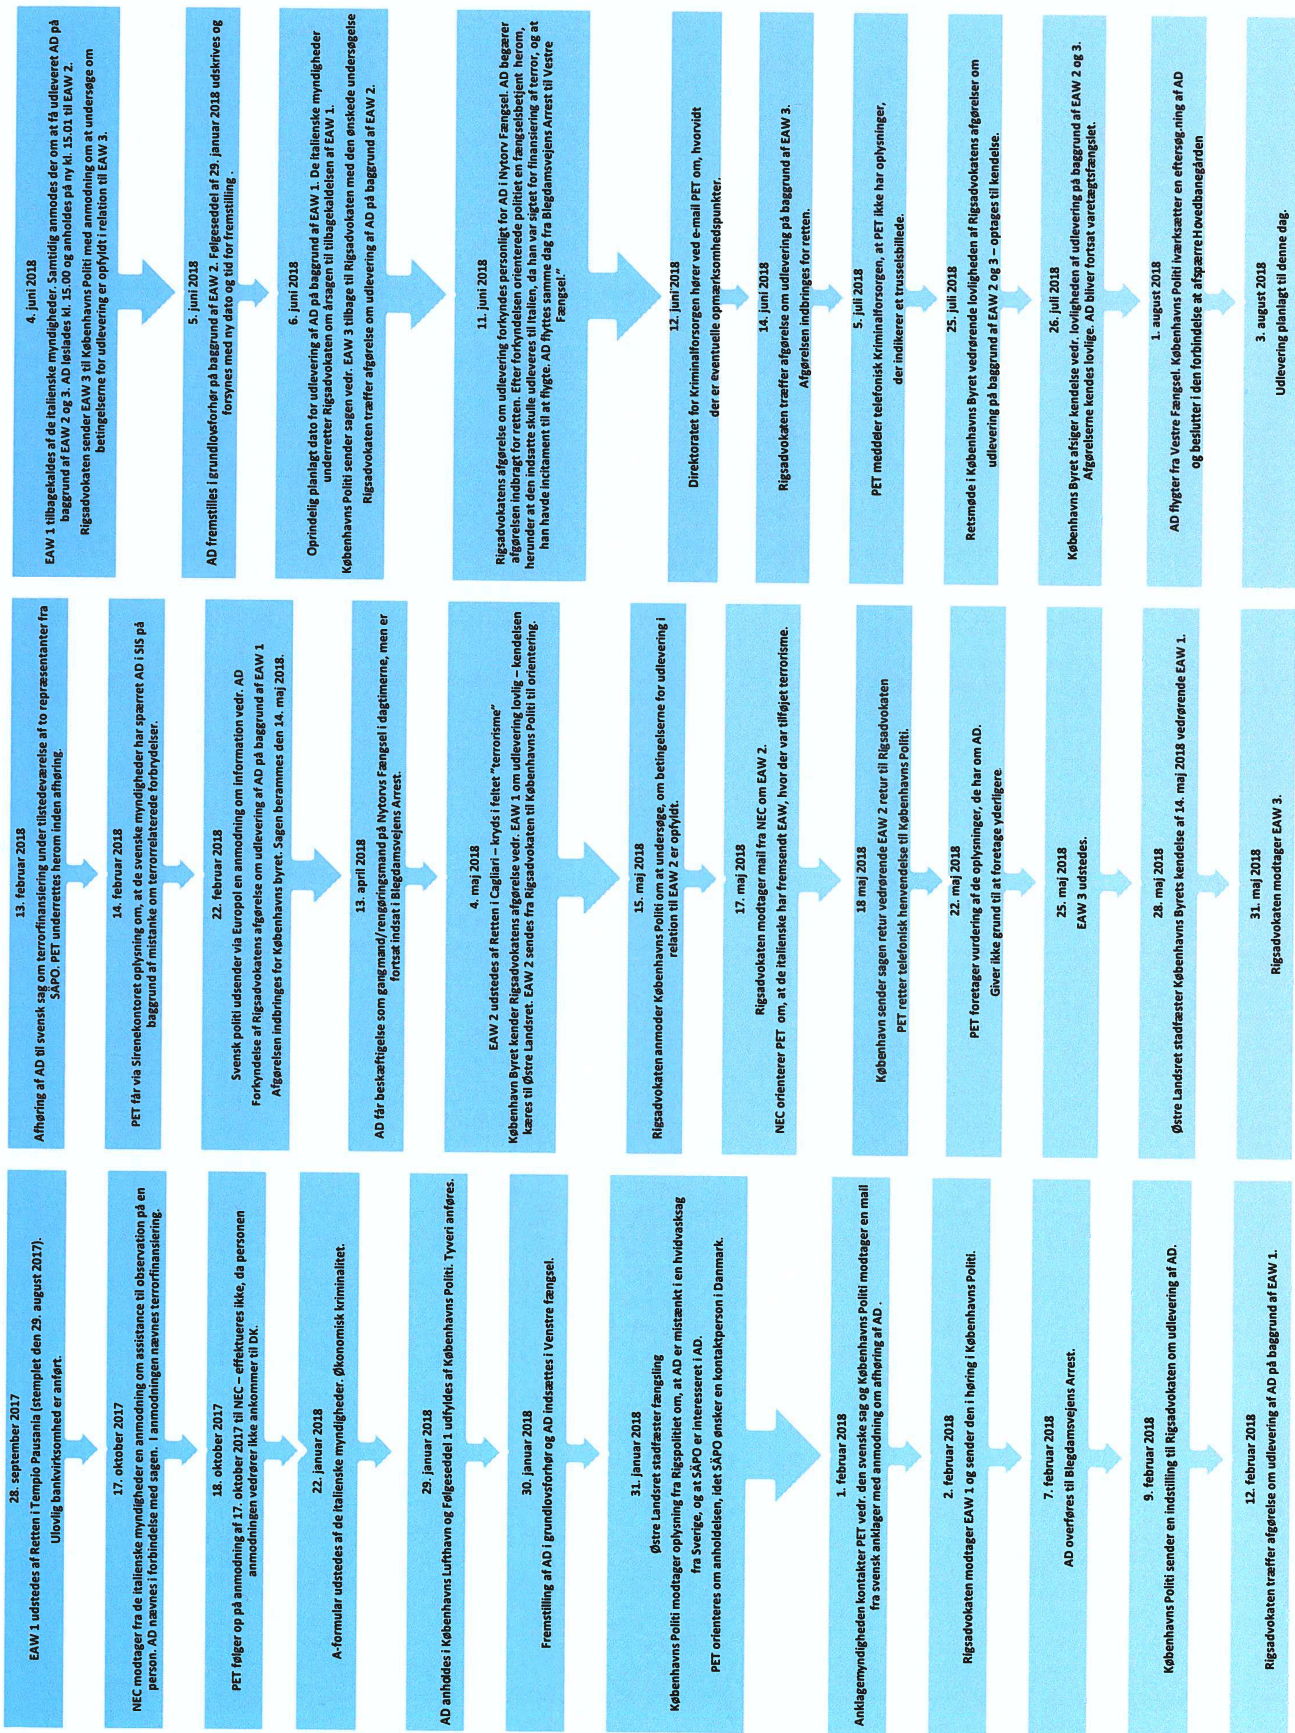 28. september 2017
EAW 1 udstedes af Retten i Templo Pausania (stemplet den 29. august 2017).
Ulovlig bankvirksomhed er anført.
17. oktober 2017
NEC modtager fra de italienske myndigheder en anmodning om assistance til observation på en
person. AD nævnes i forbindelse med sagen. I anmodningen nævnes terrorfinansiering.
18. oktober 2017
PET følger op på anmodning af 17. oktober 2017 til NEC – effektueres ikke, da personen
anmodningen vedrører ikke ankommer til DK.
22. januar 2018
A-formular udstedes af de italienske myndigheder. Økonomisk kriminalitet.
29. januar 2018
AD anholdes i Københavns Lufthavn og Følgeseddel 1 udfyldes af Københavns Politi. Tyveri anføres.
30. januar 2018
Fremstilling af AD i grundlovsforhør og AD indsættes i Venstre fængsel.
31. januar 2018
Østre Landsret stadfæster fængsling
Københavns Politi modtager oplysning fra Rigspolitiet om, at AD er mistænkt i en hvidvasksag
fra Sverige, og at SÄPO er interesseret i AD.
PET orienteres om anholdelsen, idet SÄPO ønsker en kontaktperson i Danmark.
1. februar 2018
Anklagemyndigheden kontakter PET vedr. den svenske sag og Københavns Politi modtager en mail
fra svensk anklager med anmodning om afhøring af AD .
2. februar 2018
Rigsadvokaten modtager EAW 1 og sender den i høring i Københavns Politi.
7. februar 2018
AD overføres til Blegdamsvejens Arrest.
9. februar 2018
Københavns Politi sender en indstilling til Rigsadvokaten om udlevering af AD.
12. februar 2018
Rigsadvokaten træffer afgørelse om udlevering af AD på baggrund af EAW 1.
13. februar 2018
Afhøring af AD til svensk sag om terrorfinansiering under tilstedeværelse af to repræsentanter fra
SÄPO. PET underrettes herom inden afhøring.
14. februar 2018
PET får via Sirenekontoret oplysning om, at de svenske myndigheder har spærret AD i SIS på
baggrund af mistanke om terrorrelaterede forbrydelser.
22. februar 2018
Svensk politi udsender via Europol en anmodning om information vedr. AD
Forkyndelse af Rigsadvokatens afgørelse om udlevering af AD på baggrund af EAW 1
Afgørelsen indbringes for Københavns byret. Sagen berammes den 14. maj 2018.
13. april 2018
AD får beskæftigelse som gangmand/rengøringsmand på Nytorvs Fængsel i dagtimerne, men er
fortsat indsat i Blegdamsvejens Arrest.
4. maj 2018
EAW 2 udstedes af Retten i Cagliari – kryds i feltet "terrorisme"
København Byret kender Rigsadvokatens afgørelse vedr. EAW 1 om udlevering lovlig – kendelsen
kæres til Østre Landsret. EAW 2 sendes fra Rigsadvokaten til Københavns Politi til orientering.
15. maj 2018
Rigsadvokaten anmoder Københavns Politi om at undersøge, om betingelserne for udlevering i
relation til EAW 2 er opfyldt.
17. maj 2018
Rigsadvokaten modtager mail fra NEC om EAW 2.
NEC orienterer PET om, at de italienske har fremsendt EAW, hvor der var tilføjet terrorisme.
18 maj 2018
København sender sagen retur vedrørende EAW 2 retur til Rigsadvokaten
PET retter telefonisk henvendelse til Københavns Politi.
22. maj 2018
PET foretager vurdering af de oplysninger, de har om AD.
Giver ikke grund til at foretage yderligere
25. maj 2018
EAW 3 udstedes.
28. maj 2018
Østre Landsret stadfæster Københavns Byrets kendelse af 14. maj 2018 vedrørende EAW 1.
31. maj 2018
Rigsadvokaten modtager EAW 3.
4. juni 2018
EAW 1 tilbagekaldes af de italienske myndigheder. Samtidig anmodes der om at få udleveret AD på
baggrund af EAW 2 og 3. AD løslades kl. 15.00 og anholdes på ny kl. 15.01 til EAW 2.
Rigsadvokaten sender EAW 3 til Københavns Politi med anmodning om at undersøge om
betingelserne for udlevering er opfyldt i relation til EAW 3.
5. juni 2018
AD fremstilles i grundlovsforhør på baggrund af EAW 2. Følgeseddel af 29. januar 2018 udskrives og
forsynes med ny dato og tid for fremstilling .
6. juni 2018
Oprindelig planlagt dato for udlevering af AD på baggrund af EAW 1. De italienske myndigheder
underretter Rigsadvokaten om årsagen til tilbagekaldelsen af EAW 1.
Københavns Politi sender sagen vedr. EAW 3 tilbage til Rigsadvokaten med den ønskede undersøgelse
Rigsadvokaten træffer afgørelse om udlevering af AD på baggrund af EAW 2.
11. juni 2018
Rigsadvokatens afgørelse om udlevering forkyndes personligt for AD i Nytorv Fængsel. AD begærer
afgørelsen indbragt for retten. Efter forkyndelsen orienterede politiet en fængselsbetjent herom,
herunder at den indsatte skulle udleveres til Italien, da han var sigtet for finansiering af terror, og at
han havde incitament til at flygte. AD flyttes samme dag fra Blegdamsvejens Arrest til Vestre
Fængsel."
12. juni 2018
Direktoratet for Kriminalforsorgen hører ved e-mail PET om, hvorvidt
der er eventuelle opmærksomhedspunkter.
14. juni 2018
Rigsadvokaten træffer afgørelse om udlevering på baggrund af EAW 3.
Afgørelsen indbringes for retten.
5. juli 2018
PET meddeler telefonisk Kriminalforsorgen, at PET ikke har oplysninger,
der indikerer et trusselsbillede.
25. juli 2018
Retsmøde i Københavns Byret vedrørende lovligheden af Rigsadvokatens afgørelser om
udlevering på baggrund af EAW 2 og 3 – optages til kendelse.
26. juli 2018
Københavns Byret afsiger kendelse vedr. lovligheden af udlevering på baggrund af EAW 2 og 3.
Afgørelserne kendes lovlige. AD bliver fortsat varetægtsfængslet.
1. august 2018
AD flygter fra Vestre Fængsel. Københavns Politi iværksætter en eftersøg.ning af AD
og beslutter i den forbindelse at afspærre Hovedbanegården
3. august 2018
Udlevering planlagt til denne dag.